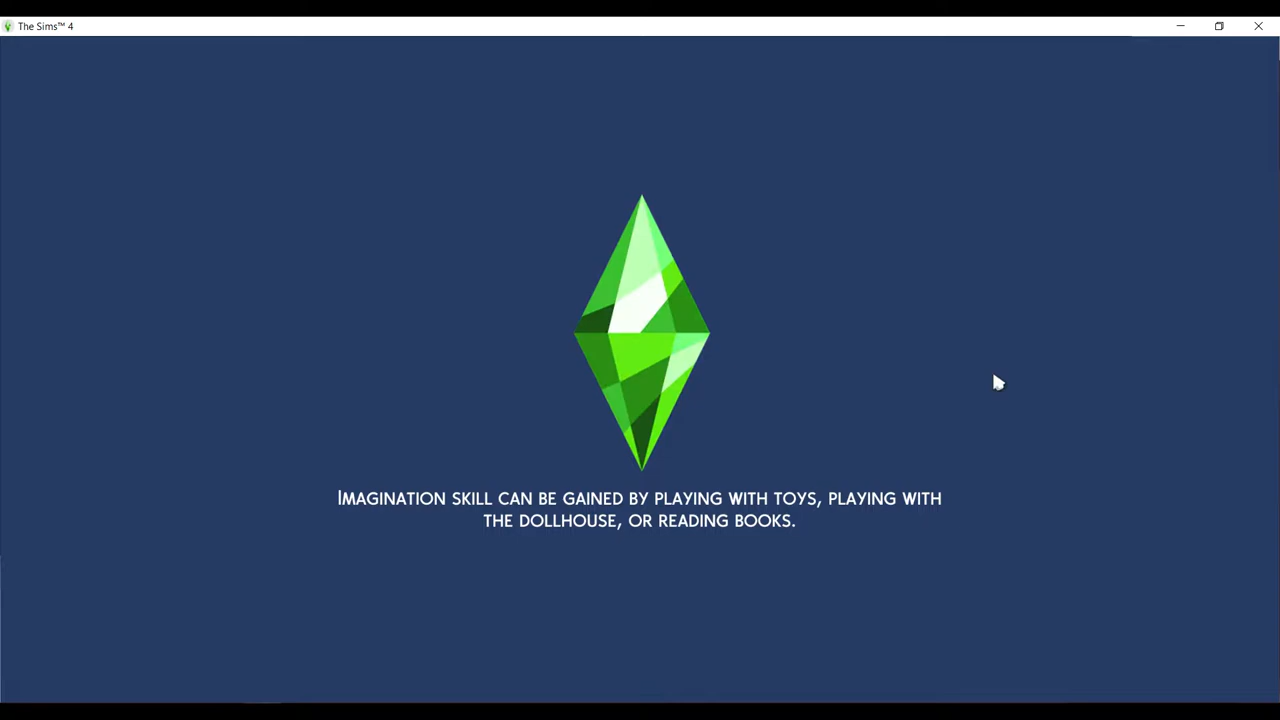 The Sims™ 4
IMAGINATION SKILL CAN BE GAINED BY PLAYING WITH TOYS, PLAYING WITH
THE DOLLHOUSE, OR READING BOOKS.